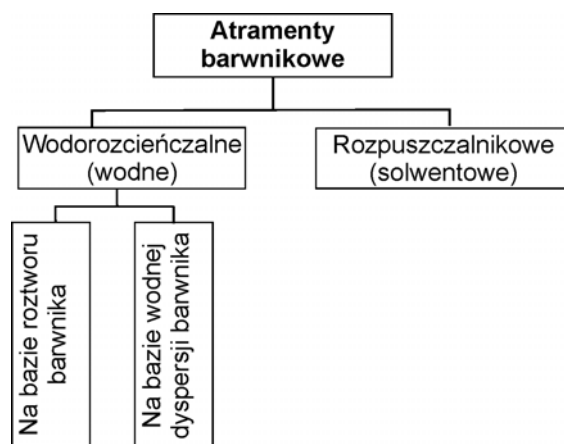 Atramenty
barwnikowe
Wodorozcieńczalne
(wodne)
Rozpuszczalnikowe
(solwentowe)
Na bazie roztworu
barwnika
Na bazie wodnej
dyspersji barwnika